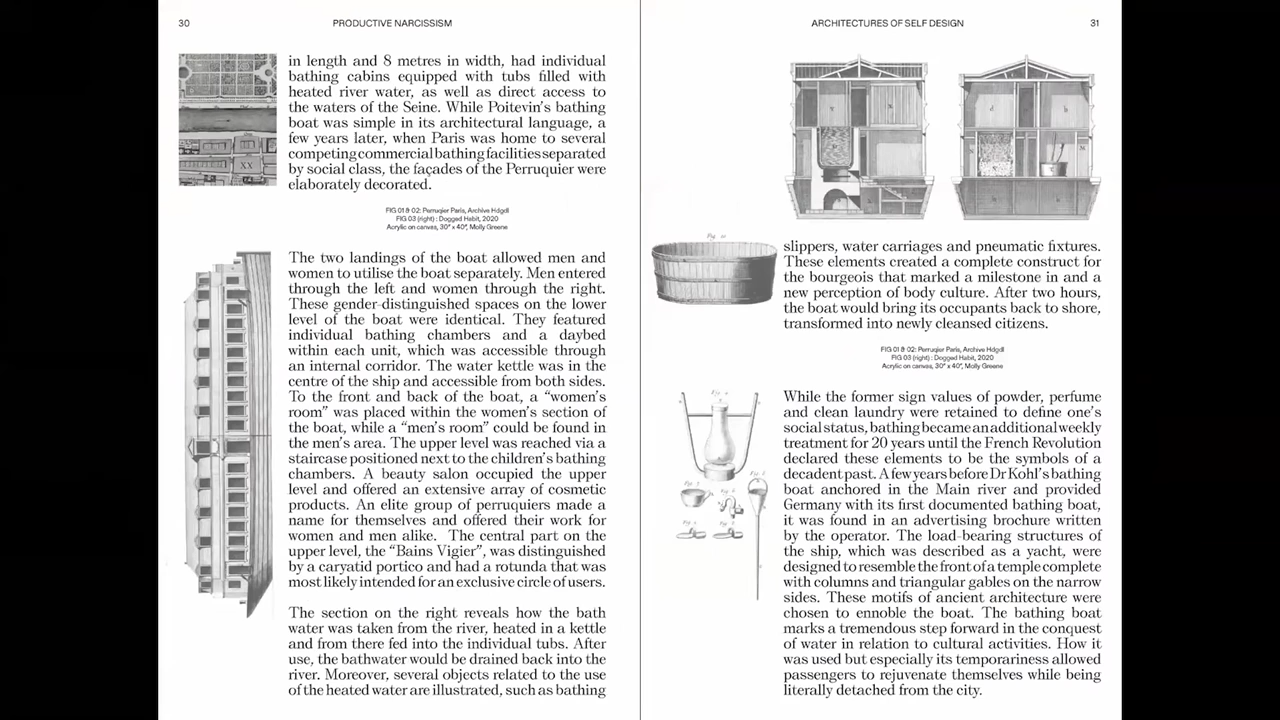 30
PRODUCTIVE NARCISSISM
in length and 8 metres in width, had individual
bathing cabins equipped with tubs filled with
heated river water, as well as direct access to
the waters of the Seine. While Poitevin's bathing
boat was simple in its architectural language, a
few years later, when Paris was home to several
competing commercial bathing facilities separated
by social class, the façades of the Perruquier were
elaborately decorated.
XX
FIG 01 & 02: Perruqier Paris, Archive Hdgdl
FIG 03 (right) : Dogged Habit, 2020
Acrylic on canvas, 30" x 40", Molly Greene
The two landings of the boat allowed men and
women to utilise the boat separately. Men entered
through the left and women through the right.
These gender-distinguished spaces on the lower
level of the boat were identical. They featured
individual bathing chambers and a daybed
within each unit, which was accessible through
an internal corridor. The water kettle was in the
centre of the ship and accessible from both sides.
To the front and back of the boat, a "women's
room" was placed within the women's section of
the boat, while a "men's room" could be found in
the men's area. The upper level was reached via a
staircase positioned next to the children's bathing
chambers. A beauty salon occupied the upper
level and offered an extensive array of cosmetic
products. An elite group of perruquiers made a
name for themselves and offered their work for
women and men alike. The central part on the
upper level, the "Bains Vigier", was distinguished
by a caryatid portico and had a rotunda that was
most likely intended for an exclusive circle of users.
The section on the right reveals how the bath
water was taken from the river, heated in a kettle
and from there fed into the individual tubs. After
use, the bathwater would be drained back into the
river. Moreover, several objects related to the use
of the heated water are illustrated, such as bathing
ARCHITECTURES OF SELF DESIGN
31
slippers, water carriages and pneumatic fixtures.
These elements created a complete construct for
the bourgeois that marked a milestone in and a
new perception of body culture. After two hours,
the boat would bring its occupants back to shore,
transformed into newly cleansed citizens.
FIG 01 & 02: Perruqier Paris, Archive Hdgdl
FIG 03 (right) : Dogged Habit, 2020
Acrylic on canvas, 30" x 40", Molly Greene
While the former sign values of powder, perfume
and clean laundry were retained to define one's
social status, bathing became an additional weekly
treatment for 20 years until the French Revolution
declared these elements to be the symbols of a
decadent past. A few years before Dr Kohl's bathing
boat anchored in the Main river and provided
Germany with its first documented bathing boat,
it was found in an advertising brochure written
by the operator. The load-bearing structures of
the ship, which was described as a yacht, were
designed to resemble the front of a temple complete
with columns and triangular gables on the narrow
sides. These motifs of ancient architecture were
chosen to ennoble the boat. The bathing boat
marks a tremendous step forward in the conquest
of water in relation to cultural activities. How it
was used but especially its temporariness allowed
passengers to rejuvenate themselves while being
literally detached from the city.